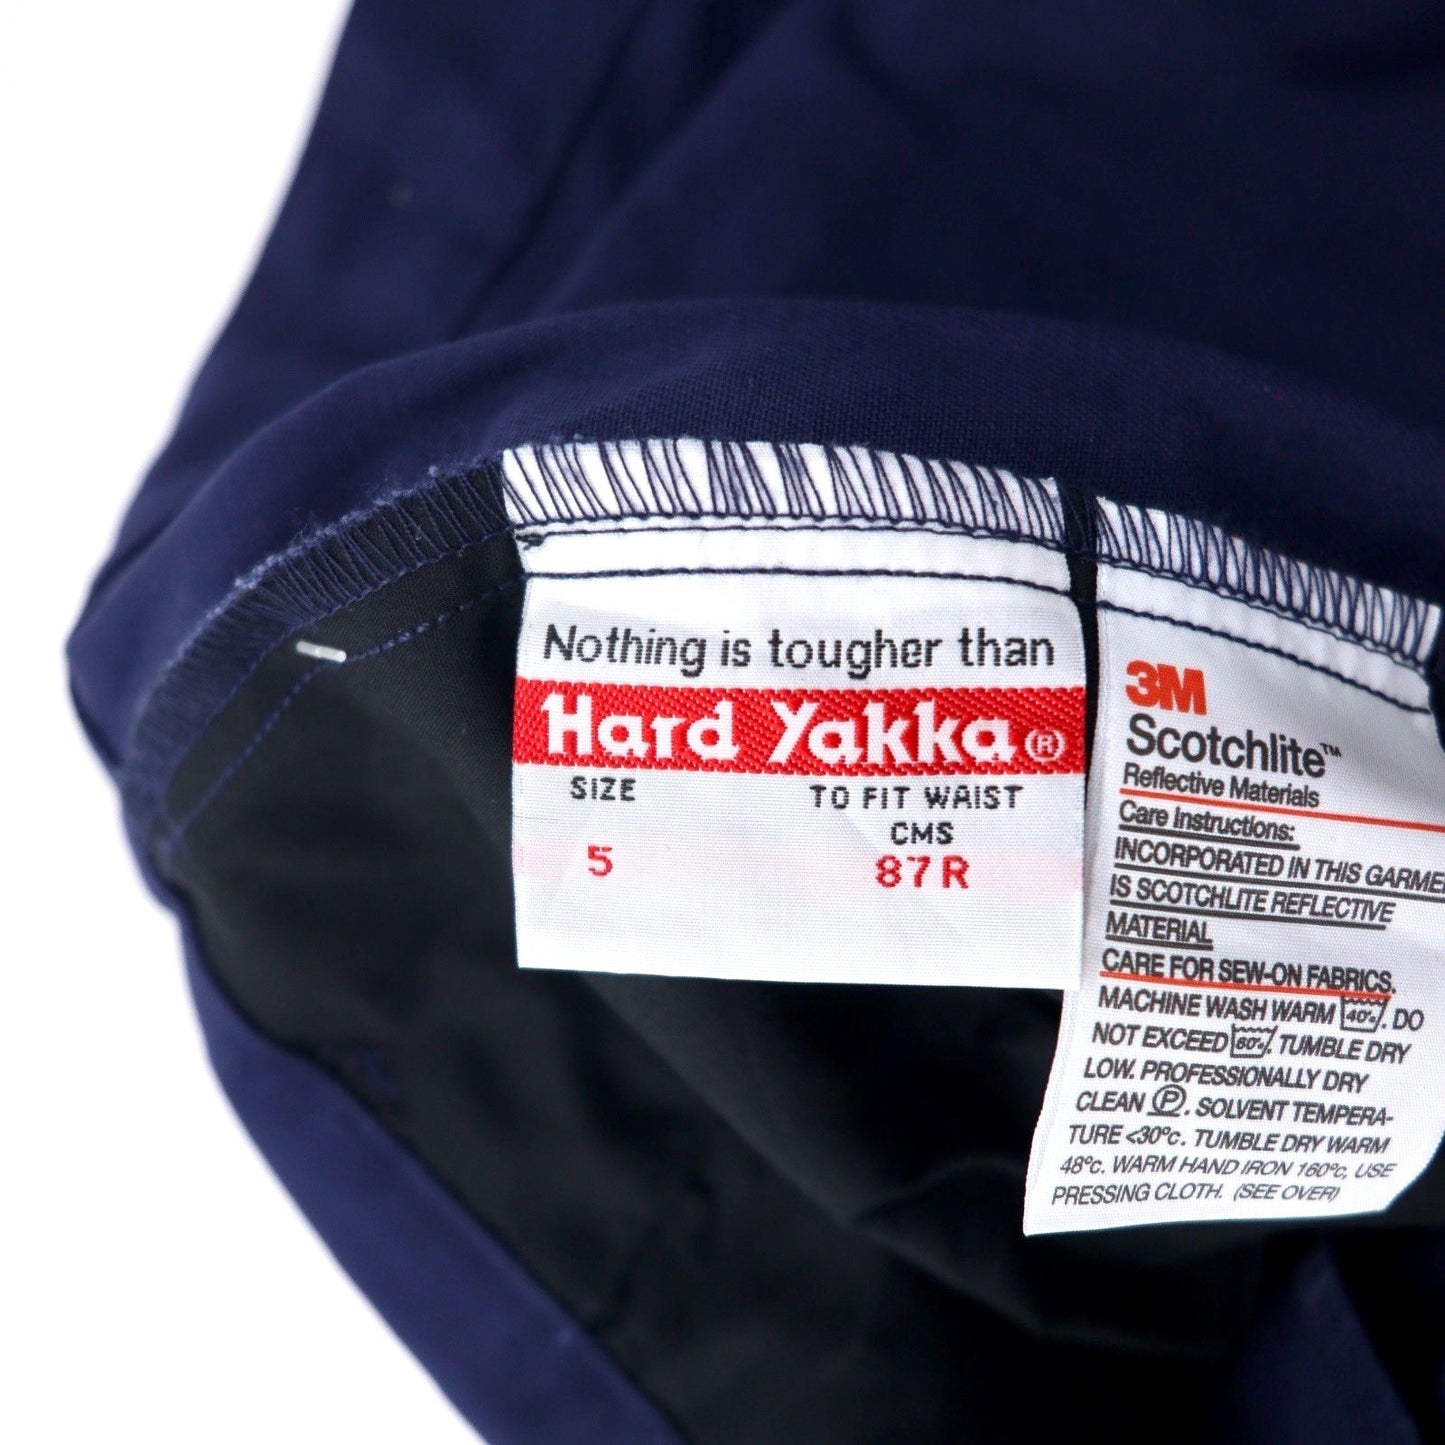 Nothing is tougher than
Hard Yakka®
SIZE TO FIT WAIST
CMS
5 87R
3M
Scotchlite™
Reflective Materials
Care Instructions:
INCORPORATED IN THIS GARME
IS SCOTCHLITE REFLECTIVE
MATERIAL
CARE FOR SEW-ON FABRICS.
MACHINE WASH WARM 40°. DO
NOT EXCEED 60°. TUMBLE DRY
LOW. PROFESSIONALLY DRY
CLEAN Ⓟ. SOLVENT TEMPERA-
TURE <30°c. TUMBLE DRY WARM
48°c. WARM HAND IRON 160°c, USE
PRESSING CLOTH. (SEE OVER)